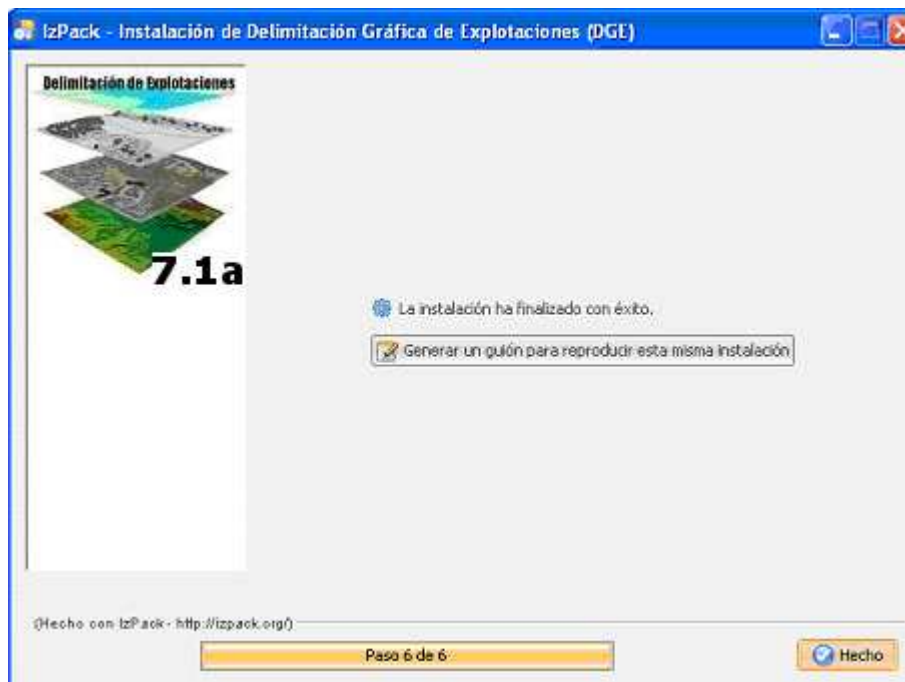 IzPack - Instalación de Delimitación Gráfica de Explotaciones (DGE)
Delimitación de Explotaciones
7.1a
La instalación ha finalizado con éxito.
Generar un guión para reproducir esta misma instalación
(Hecho con IzPack - http://izpack.org/)
Paso 6 de 6
Hecho